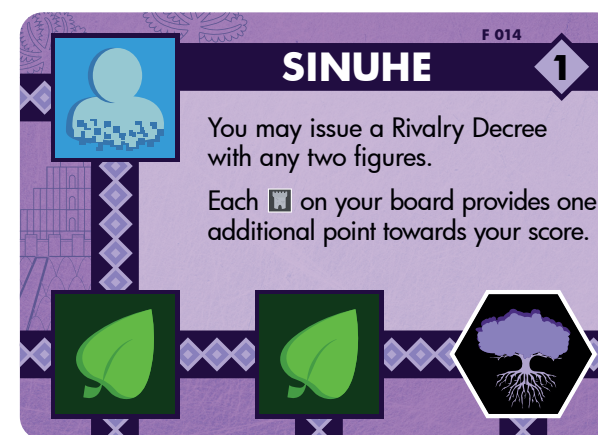 F 014
SINUHE
1
You may issue a Rivalry Decree
with any two figures.
Each on your board provides one
additional point towards your score.